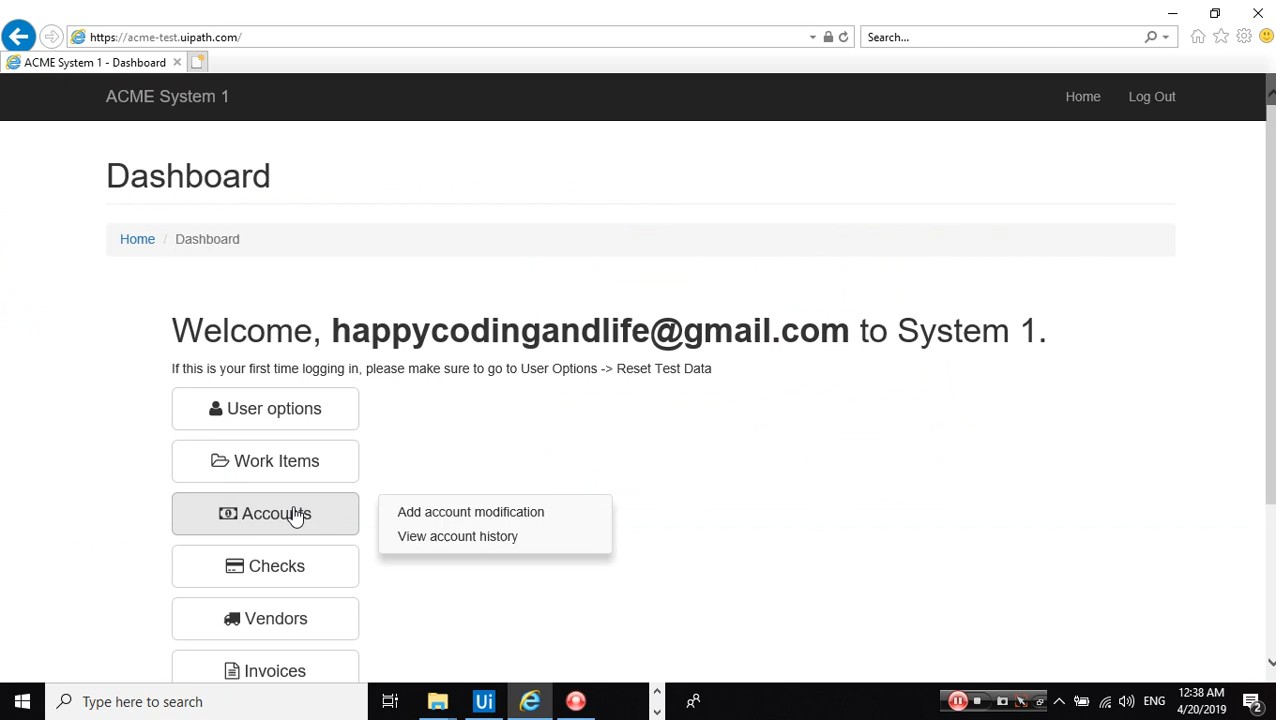 https://acme-test.uipath.com/
Search...
ACME System 1 - Dashboard
ACME System 1
Home
Log Out
Dashboard
Home / Dashboard
Welcome, happycodingandlife@gmail.com to System 1.
If this is your first time logging in, please make sure to go to User Options -> Reset Test Data
User options
Work Items
Accounts
Add account modification
View account history
Checks
Vendors
Invoices
Type here to search
Ui
ENG
12:38 AM
4/20/2019
2